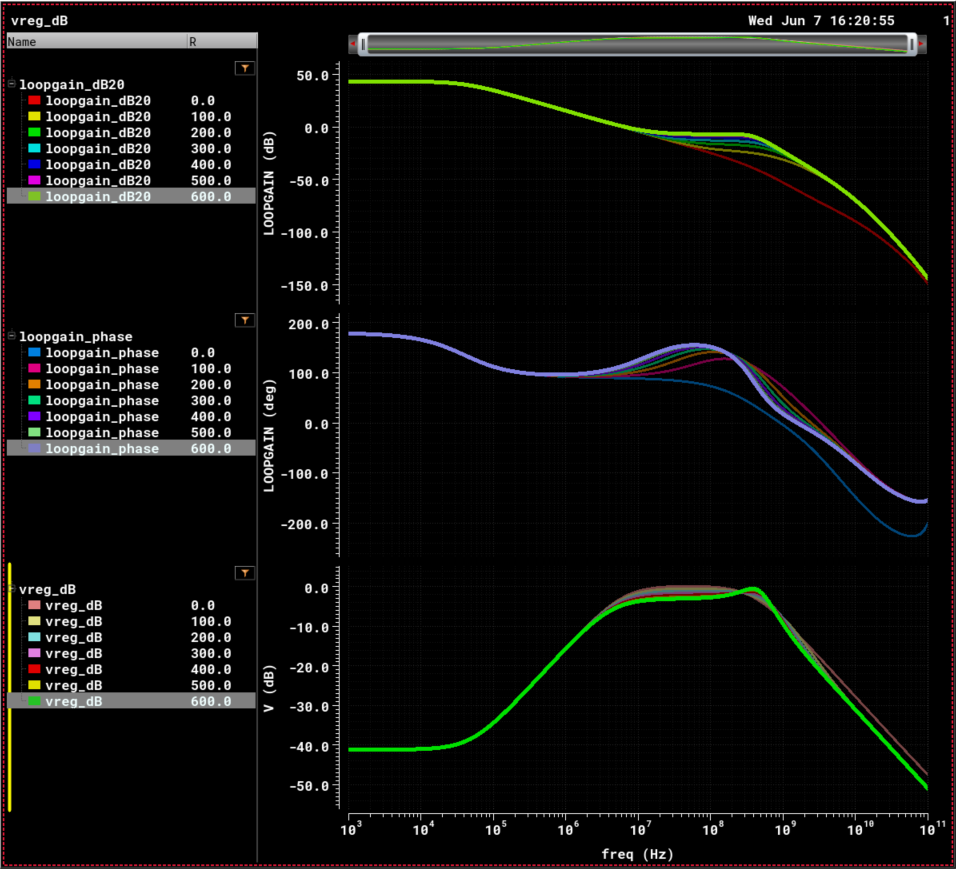 vreg_dB
Wed Jun 7 16:20:55
1
Name R
loopgain_dB20
loopgain_dB20 0.0
loopgain_dB20 100.0
loopgain_dB20 200.0
loopgain_dB20 300.0
loopgain_dB20 400.0
loopgain_dB20 500.0
loopgain_dB20 600.0
LOOPGAIN (dB)
50.0
0.0
-50.0
-100.0
-150.0
loopgain_phase
loopgain_phase 0.0
loopgain_phase 100.0
loopgain_phase 200.0
loopgain_phase 300.0
loopgain_phase 400.0
loopgain_phase 500.0
loopgain_phase 600.0
LOOPGAIN (deg)
200.0
100.0
0.0
-100.0
-200.0
vreg_dB
vreg_dB 0.0
vreg_dB 100.0
vreg_dB 200.0
vreg_dB 300.0
vreg_dB 400.0
vreg_dB 500.0
vreg_dB 600.0
V (dB)
0.0
-10.0
-20.0
-30.0
-40.0
-50.0
10³ 10⁴ 10⁵ 10⁶ 10⁷ 10⁸ 10⁹ 10¹⁰ 10¹¹
freq (Hz)